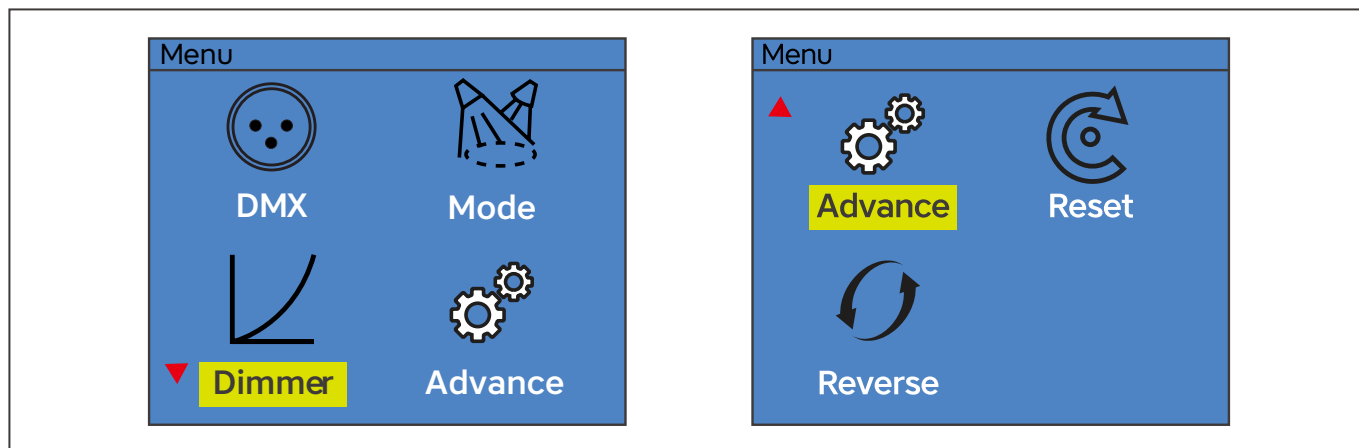 Menu
DMX
Mode
Dimmer
Advance
Menu
Advance
Reset
Reverse